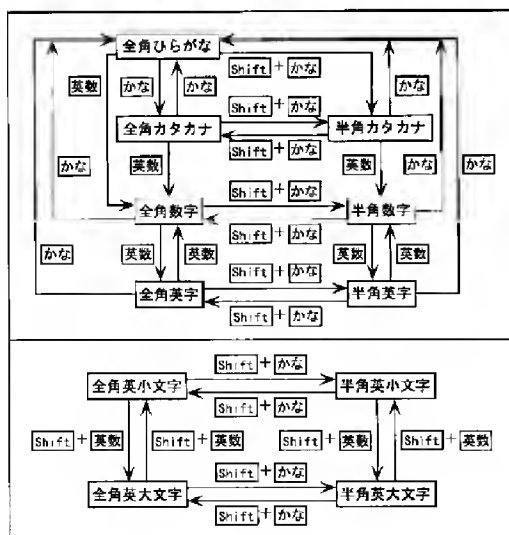 全角ひらがな
Shift + かな
英数 かな かな かな
Shift + かな
全角カタカナ 半角カタカナ
Shift + かな
英数 英数
かな Shift + かな かな かな
全角数字 半角数字
Shift + かな
英数 英数 英数 英数
かな Shift + かな
全角英字 半角英字
Shift + かな
Shift + かな
全角英小文字 半角英小文字
Shift + かな
Shift + 英数 Shift + 英数 Shift + 英数 Shift + 英数
Shift + かな
全角英大文字 半角英大文字
Shift + かな